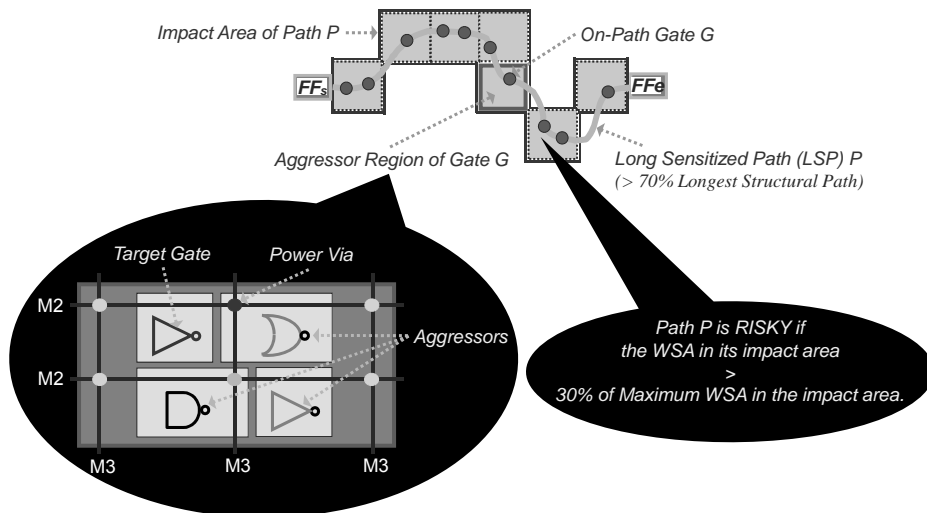 Impact Area of Path P
On-Path Gate G
FFs
FFe
Aggressor Region of Gate G
Long Sensitized Path (LSP) P
(> 70% Longest Structural Path)
Target Gate
Power Via
M2
Aggressors
M2
M3
M3
M3
Path P is RISKY if
the WSA in its impact area
>
30% of Maximum WSA in the impact area.